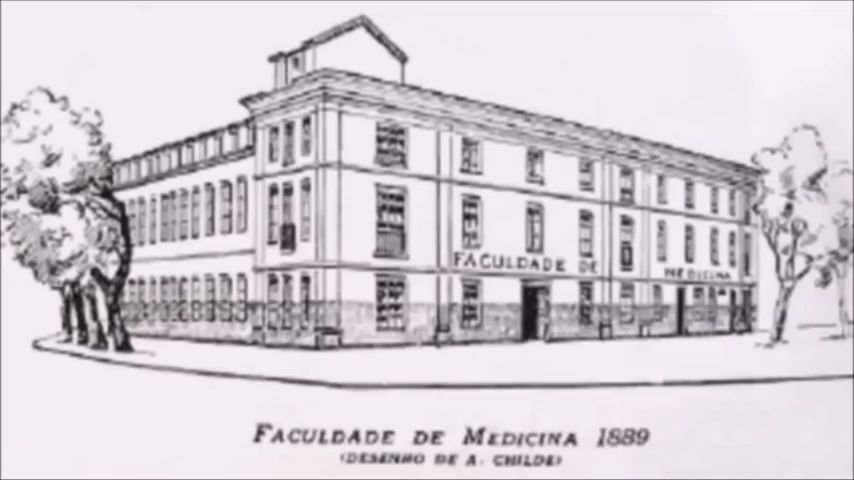 FACULDADE DE MEDICINA
FACULDADE DE MEDICINA 1889
(DESENHO DE A. CHILDE)